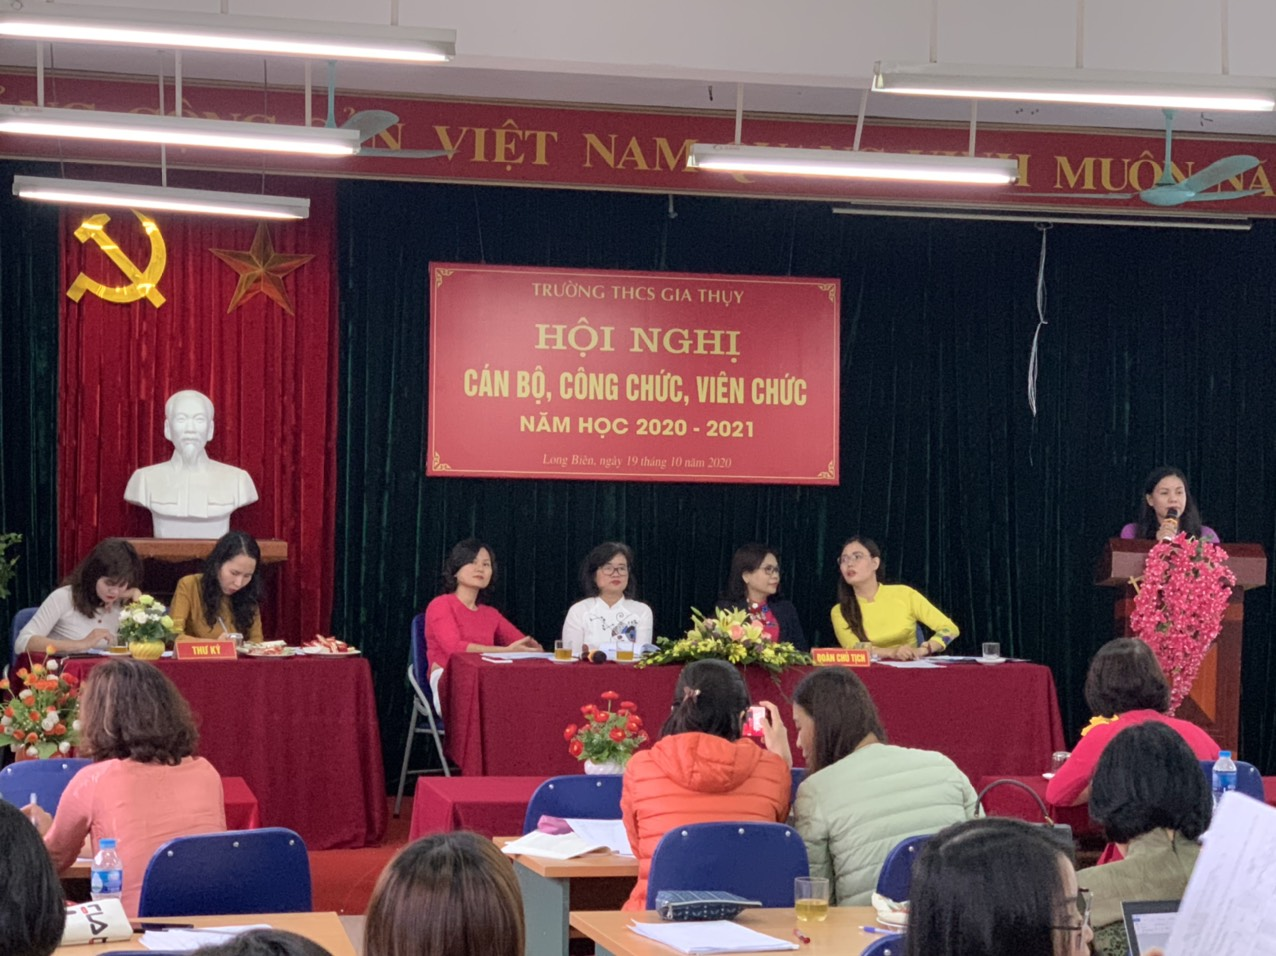 VIỆT NAM MUÔN
TRƯỜNG THCS GIA THỤY
HỘI NGHỊ
CÁN BỘ, CÔNG CHỨC, VIÊN CHỨC
NĂM HỌC 2020 - 2021
Long Biên, ngày 19 tháng 10 năm 2020
THƯ KÝ
ĐOÀN CHỦ TỊCH